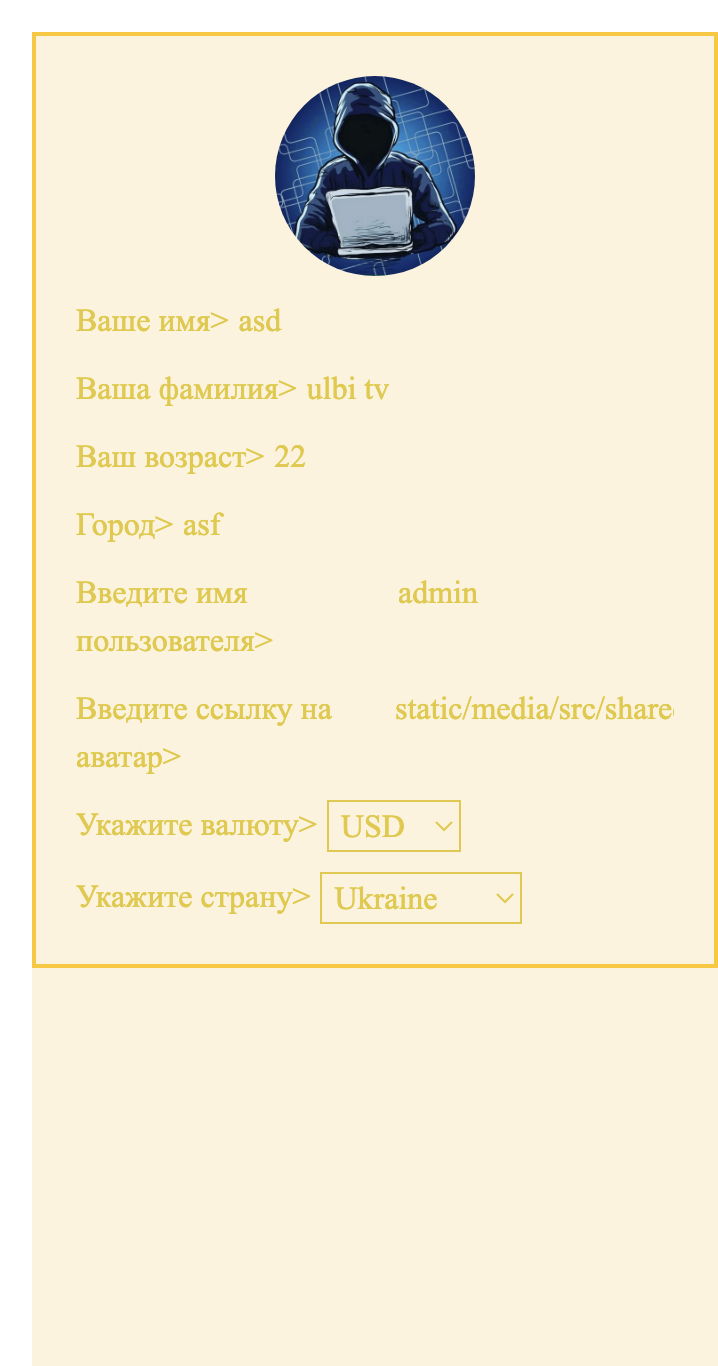 Ваше имя> asd
Ваша фамилия> ulbi tv
Ваш возраст> 22
Город> asf
Введите имя admin
пользователя>
Введите ссылку на static/media/src/share
аватар>
Укажите валюту> USD
Укажите страну> Ukraine